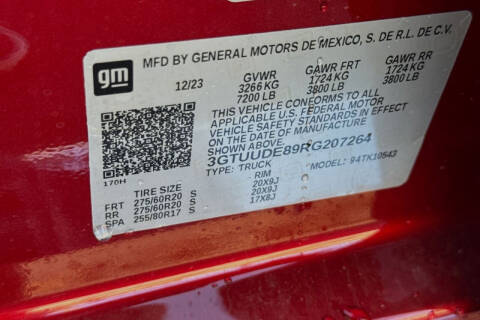 MFD BY GENERAL MOTORS DE MEXICO, S. DE R.L. DE C.V.
gm
12/23
GVWR GAWR FRT GAWR RR
3266 KG 1724 KG 1724 KG
7200 LB 3800 LB 3800 LB
THIS VEHICLE CONFORMS TO ALL
APPLICABLE U.S. FEDERAL MOTOR
VEHICLE SAFETY STANDARDS IN EFFECT
ON THE DATE OF MANUFACTURE
3GTUUDE89RG207264
TYPE: TRUCK MODEL: 94TK10543
170H
TIRE SIZE RIM
FRT 275/60R20 S 20X9J
RR 275/60R20 S 20X9J
SPA 255/80R17 S 17X8J